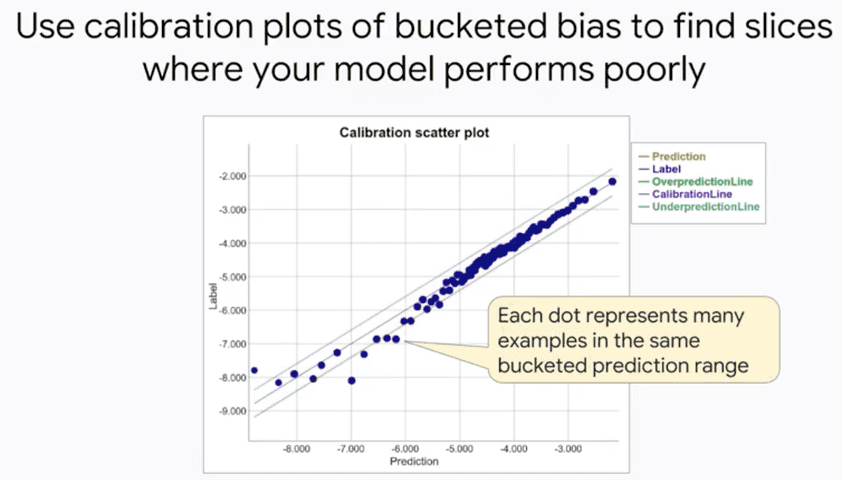 Use calibration plots of bucketed bias to find slices
where your model performs poorly
Calibration scatter plot
Prediction
Label
OverpredictionLine
CalibrationLine
UnderpredictionLine
-2.000
-3.000
-4.000
-5.000
-6.000
-7.000
-8.000
-9.000
Label
Each dot represents many
examples in the same
bucketed prediction range
-8.000 -7.000 -6.000 -5.000 -4.000 -3.000
Prediction